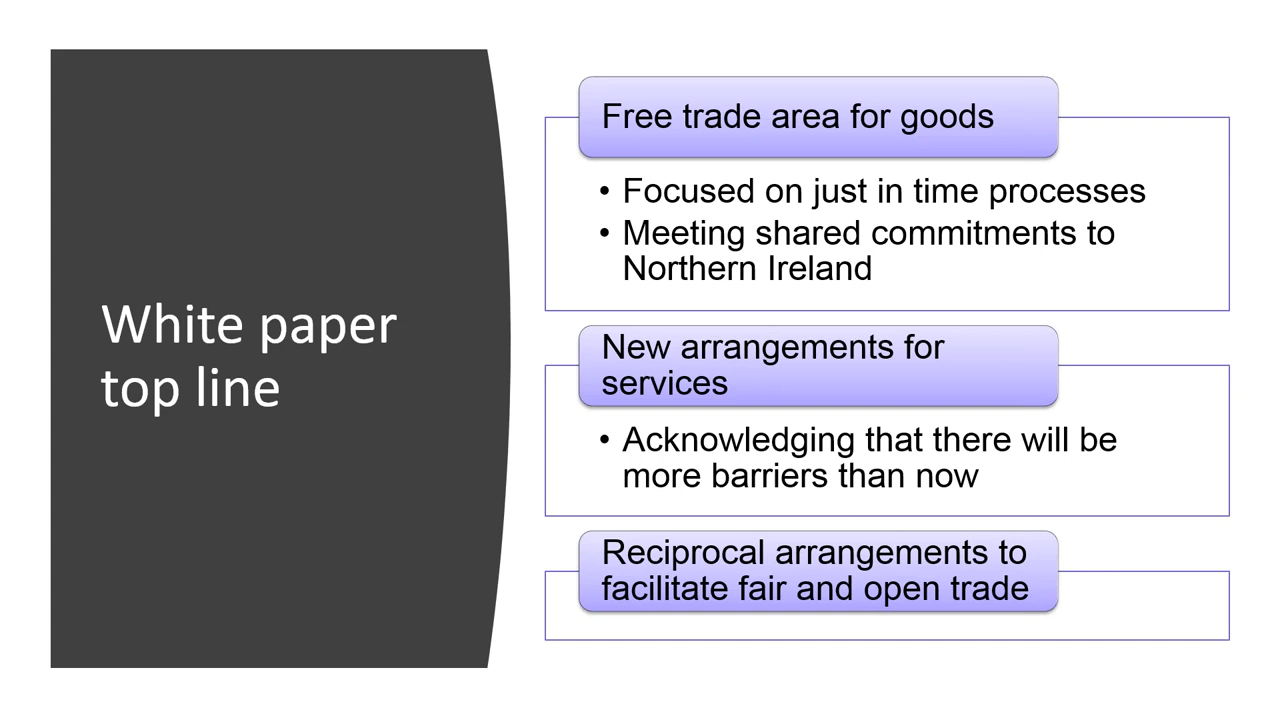 White paper
top line
Free trade area for goods
• Focused on just in time processes
• Meeting shared commitments to
Northern Ireland
New arrangements for
services
• Acknowledging that there will be
more barriers than now
Reciprocal arrangements to
facilitate fair and open trade